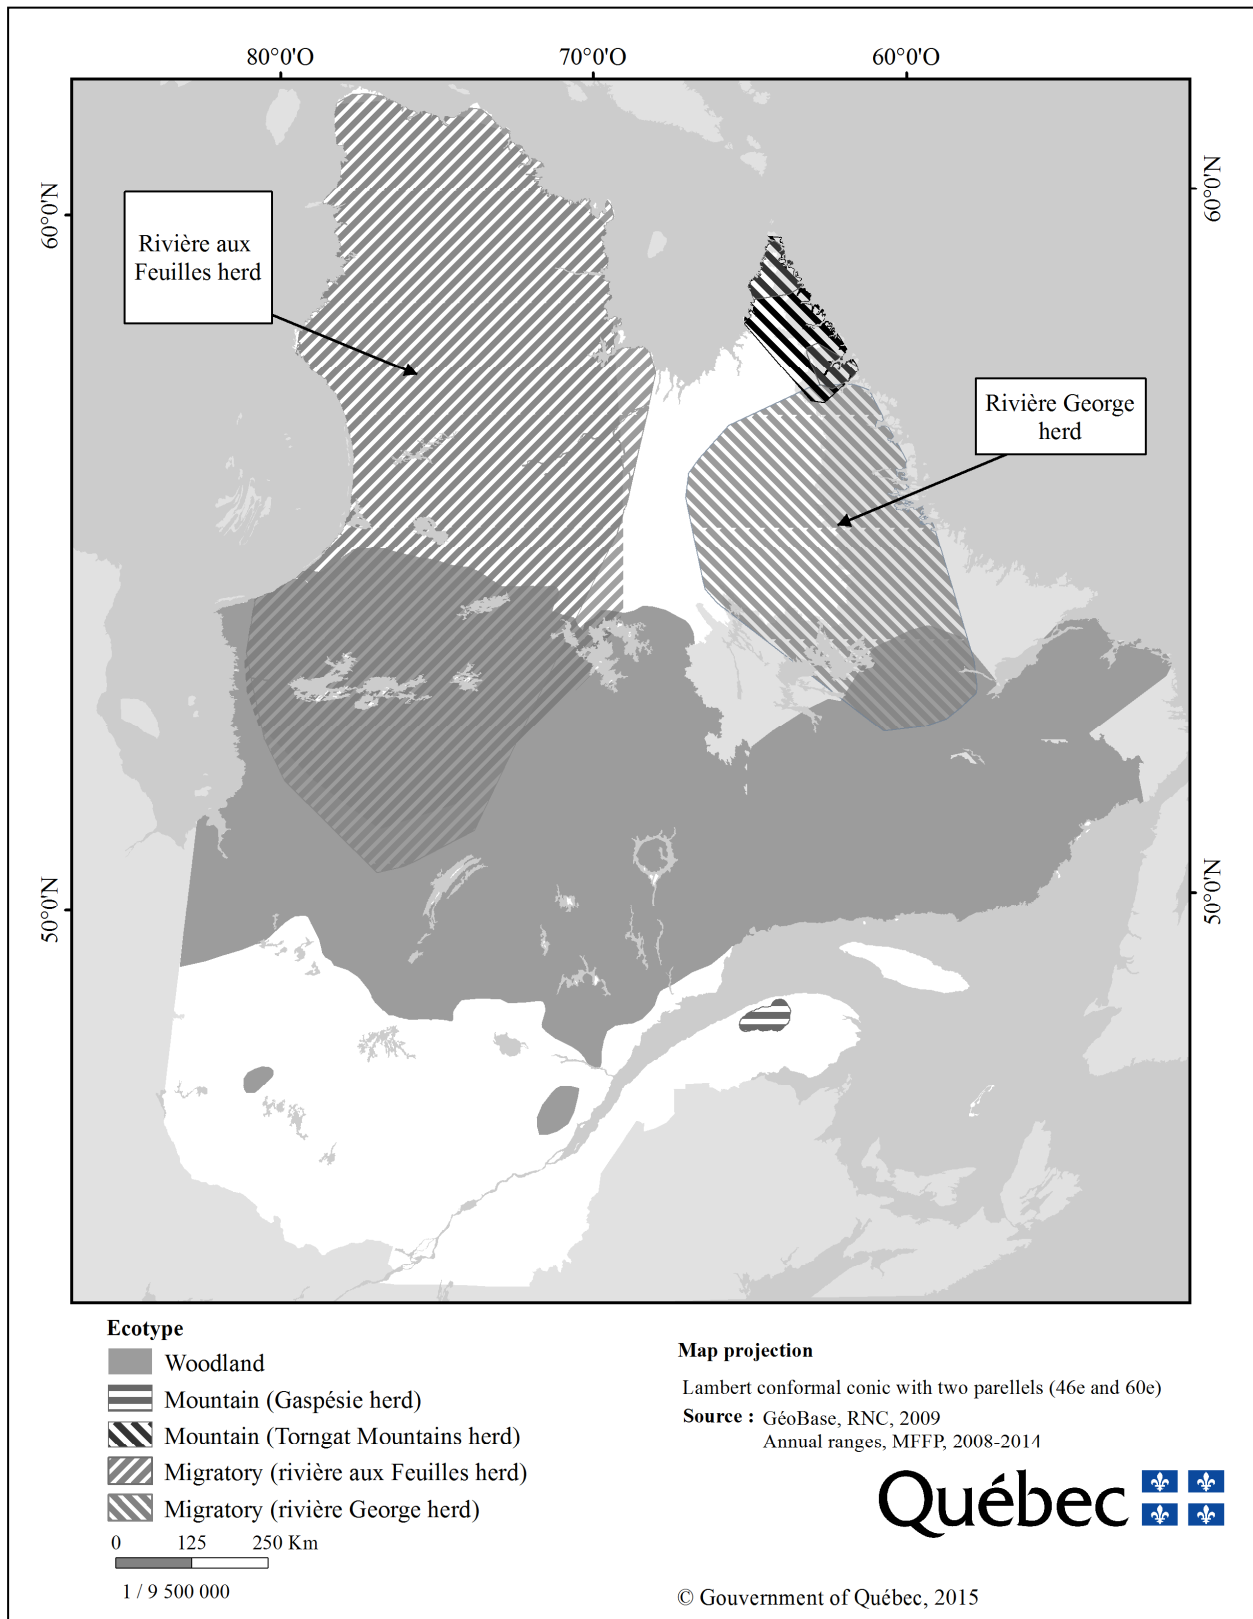 80°0'0"O 70°0'0"O 60°0'0"O
60°0'N
60°0'N
Rivière aux
Feuilles herd
Rivière George
herd
50°0'N
50°0'N
Ecotype
Woodland
Mountain (Gaspésie herd)
Mountain (Torngat Mountains herd)
Migratory (rivière aux Feuilles herd)
Migratory (rivière George herd)
0 125 250 Km
1 / 9 500 000
Map projection
Lambert conformal conic with two parellels (46e and 60e)
Source : GéoBase, RNC, 2009
Annual ranges, MFFP, 2008-2014
Québec
© Gouvernment of Québec, 2015